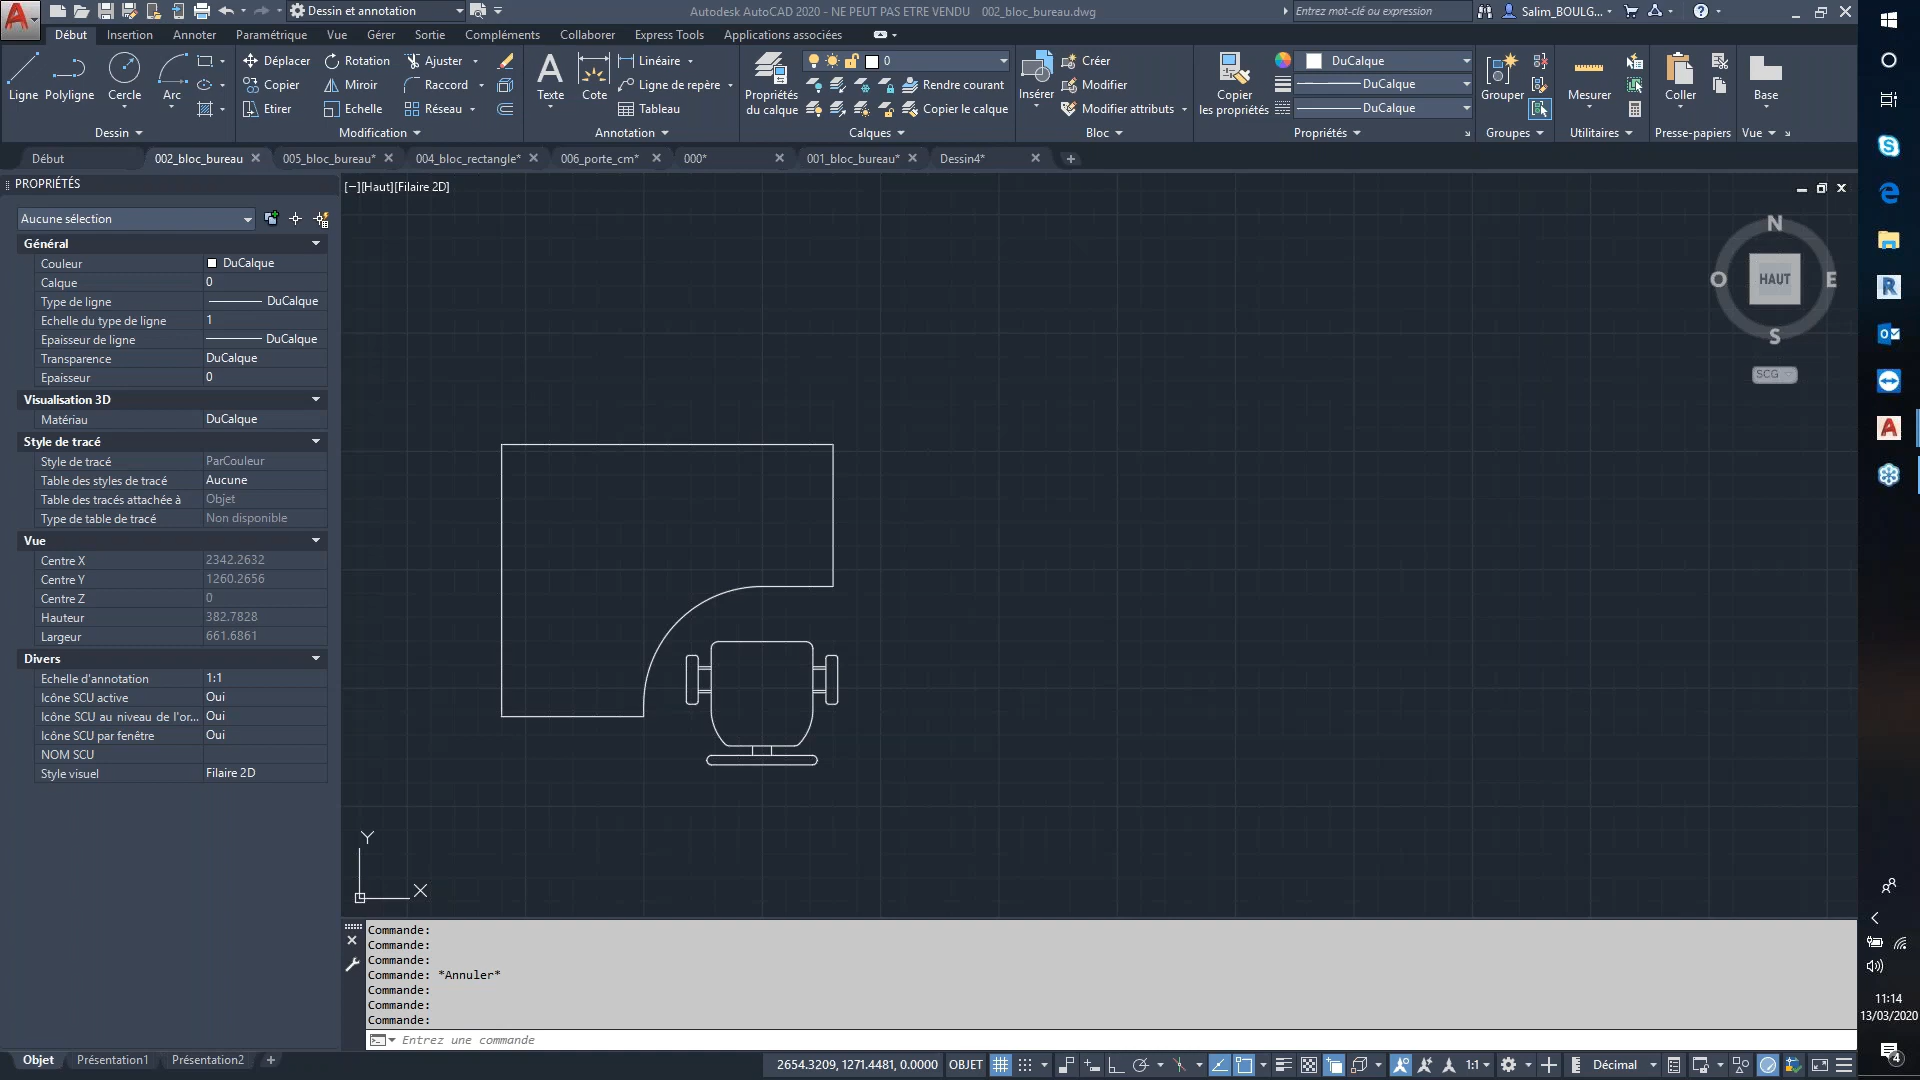 Dessin et annotation
Autodesk AutoCAD 2020 - NE PEUT PAS ETRE VENDU 002_bloc_bureau.dwg
Entrez mot-clé ou expression
Salim_BOULG...
Début Insertion Annoter Paramétrique Vue Gérer Sortie Compléments Collaborer Express Tools Applications associées
Ligne Polyligne Cercle Arc
Déplacer Rotation Ajuster
Copier Miroir Raccord
Etirer Echelle Réseau
Texte Cote
Linéaire
Ligne de repère
Tableau
Propriétés du calque
0
Rendre courant
Copier le calque
Insérer
Créer
Modifier
Modifier attributs
Copier les propriétés
DuCalque
DuCalque
DuCalque
Grouper
Mesurer
Coller
Base
Dessin Modification Annotation Calques Bloc Propriétés Groupes Utilitaires Presse-papiers Vue
Début 002_bloc_bureau 005_bloc_bureau* 004_bloc_rectangle* 006_porte_cm* 000* 001_bloc_bureau* Dessin4*
PROPRIÉTÉS
Aucune sélection
Général
Couleur DuCalque
Calque 0
Type de ligne DuCalque
Echelle du type de ligne 1
Epaisseur de ligne DuCalque
Transparence DuCalque
Epaisseur 0
Visualisation 3D
Matériau DuCalque
Style de tracé
Style de tracé ParCouleur
Table des styles de tracé Aucune
Table des tracés attachée à Objet
Type de table de tracé Non disponible
Vue
Centre X 2342.2632
Centre Y 1260.2656
Centre Z 0
Hauteur 382.7828
Largeur 661.6861
Divers
Echelle d'annotation 1:1
Icône SCU active Oui
Icône SCU au niveau de l'or... Oui
Icône SCU par fenêtre Oui
NOM SCU
Style visuel Filaire 2D
[−][Haut][Filaire 2D]
N
O HAUT E
S
SCG
Y
X
Commande:
Commande:
Commande:
Commande: *Annuler*
Commande:
Commande:
Commande:
Entrez une commande
Objet Présentation1 Présentation2 +
2654.3209, 1271.4481, 0.0000 OBJET
1:1
Décimal
11:14
13/03/2020
4